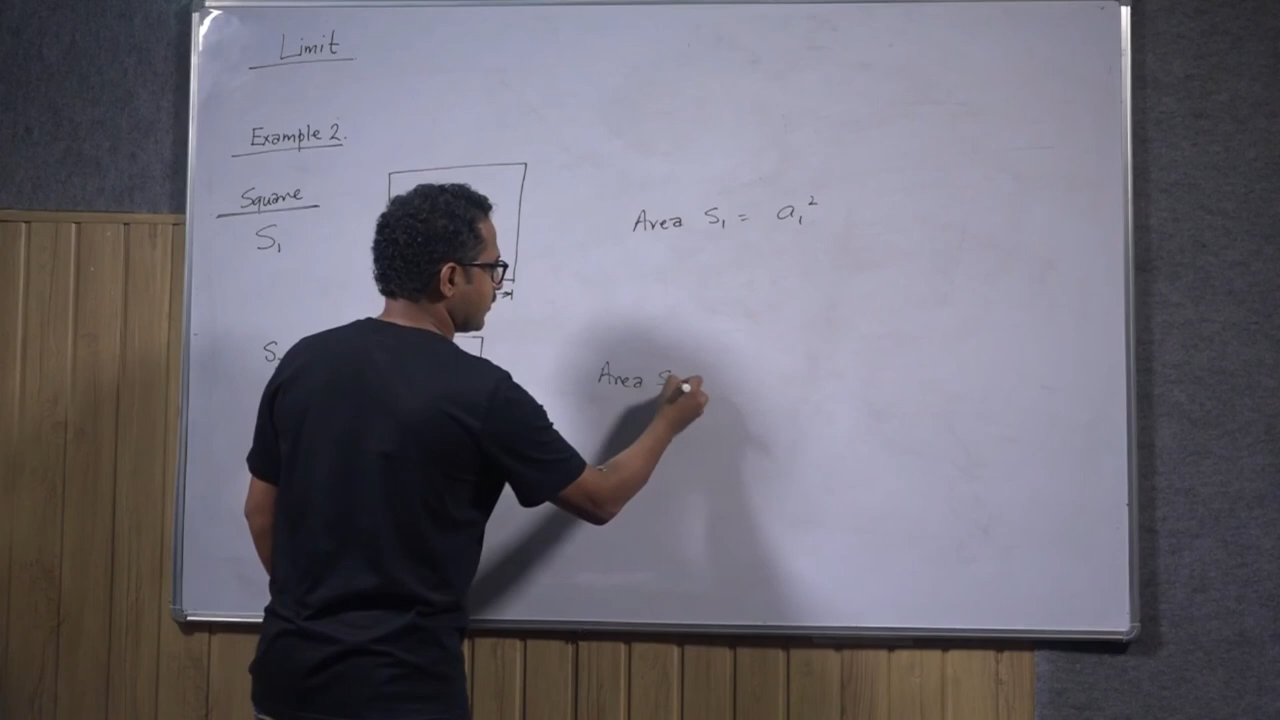 Limit
Example 2.
Square
S₁
Area S₁ = a₁²
S
Area S